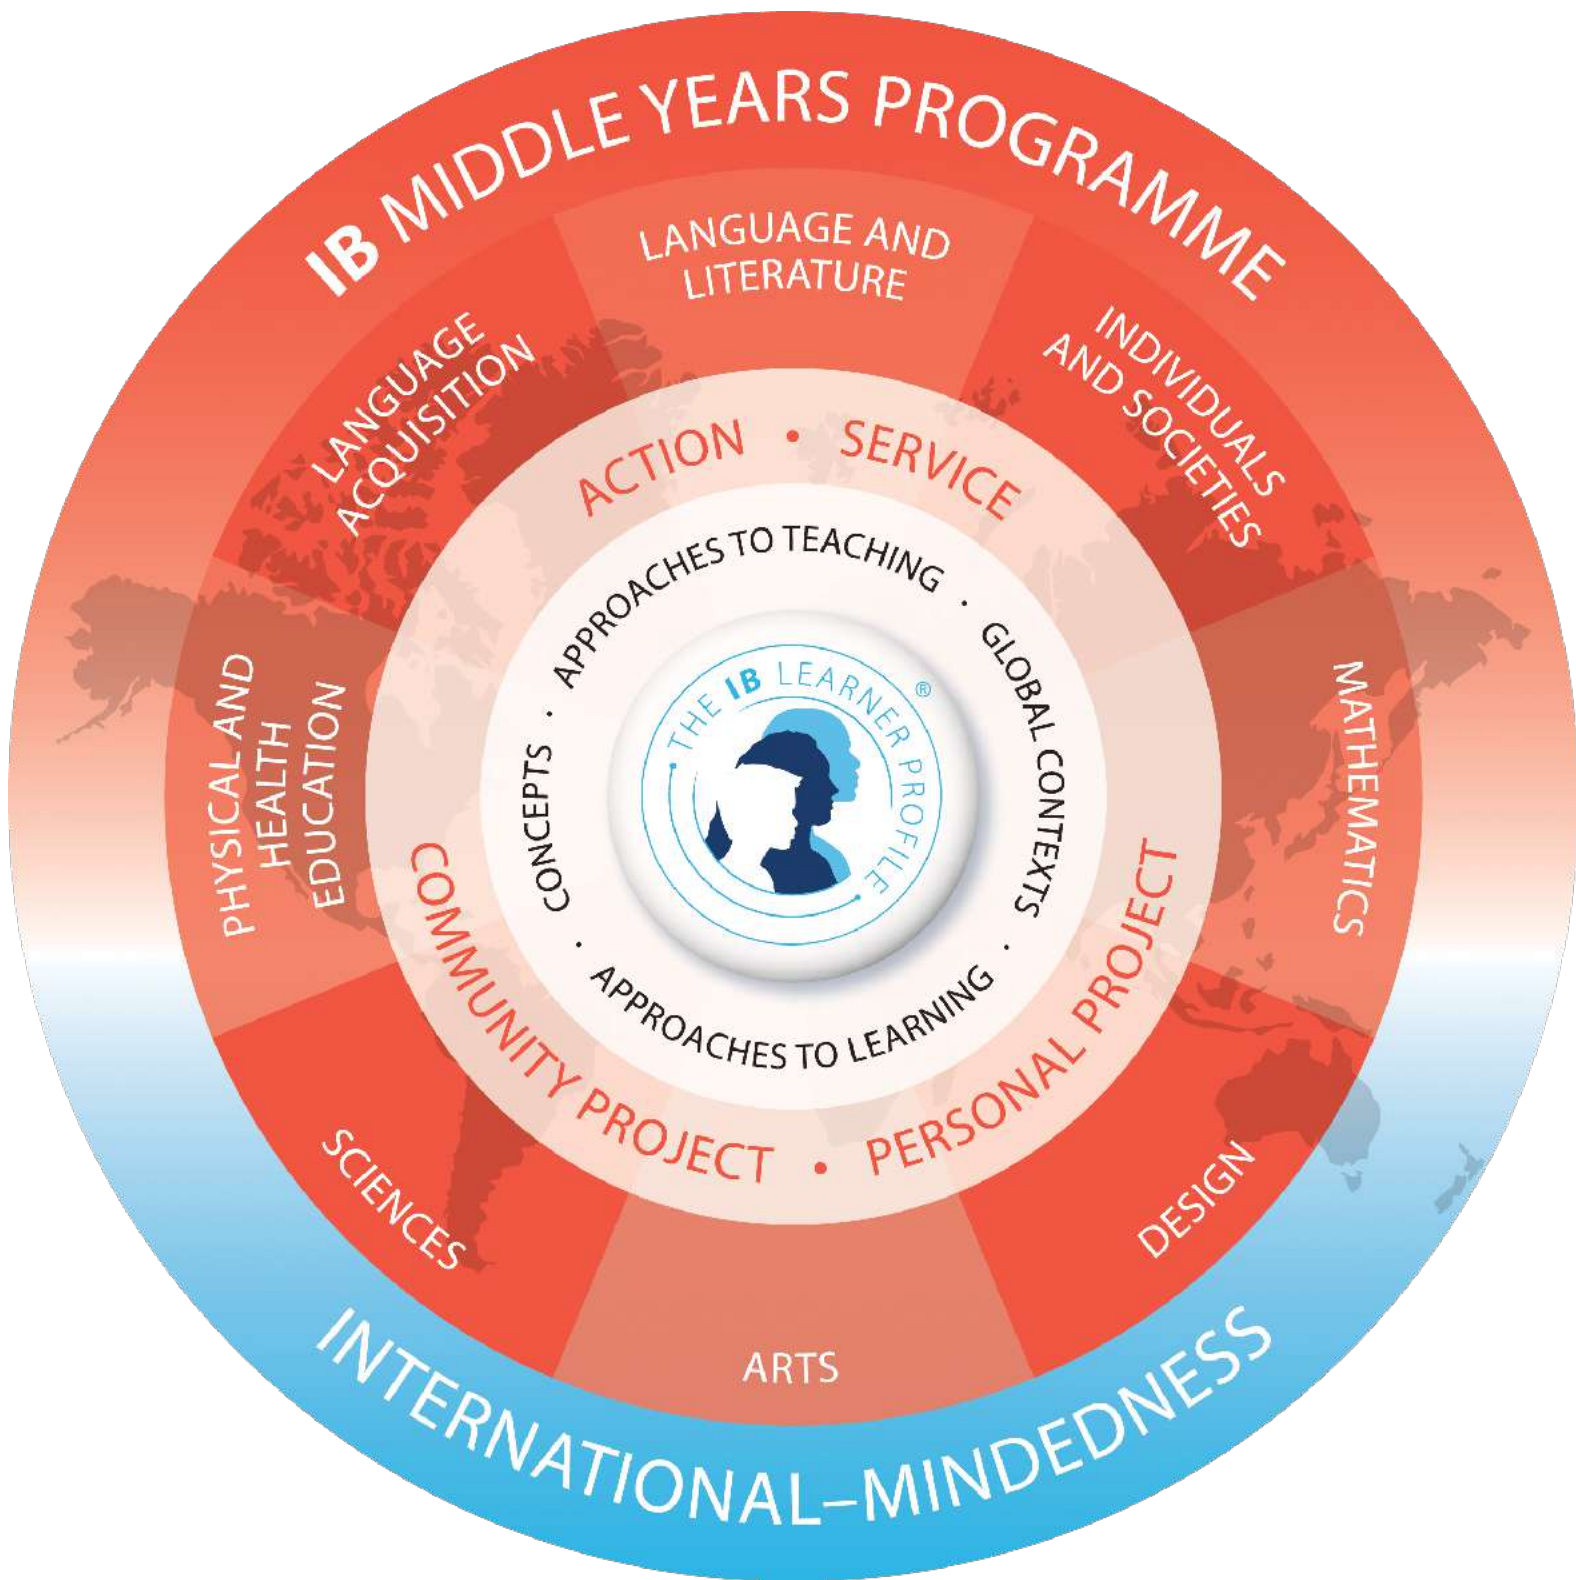 IB MIDDLE YEARS PROGRAMME
LANGUAGE AND
LITERATURE
INDIVIDUALS
AND SOCIETIES
MATHEMATICS
DESIGN
ARTS
SCIENCES
PHYSICAL AND
HEALTH
EDUCATION
LANGUAGE
ACQUISITION
ACTION • SERVICE
PERSONAL PROJECT •
COMMUNITY PROJECT
APPROACHES TO TEACHING •
GLOBAL CONTEXTS •
APPROACHES TO LEARNING •
CONCEPTS •
THE IB LEARNER PROFILE ®
INTERNATIONAL–MINDEDNESS